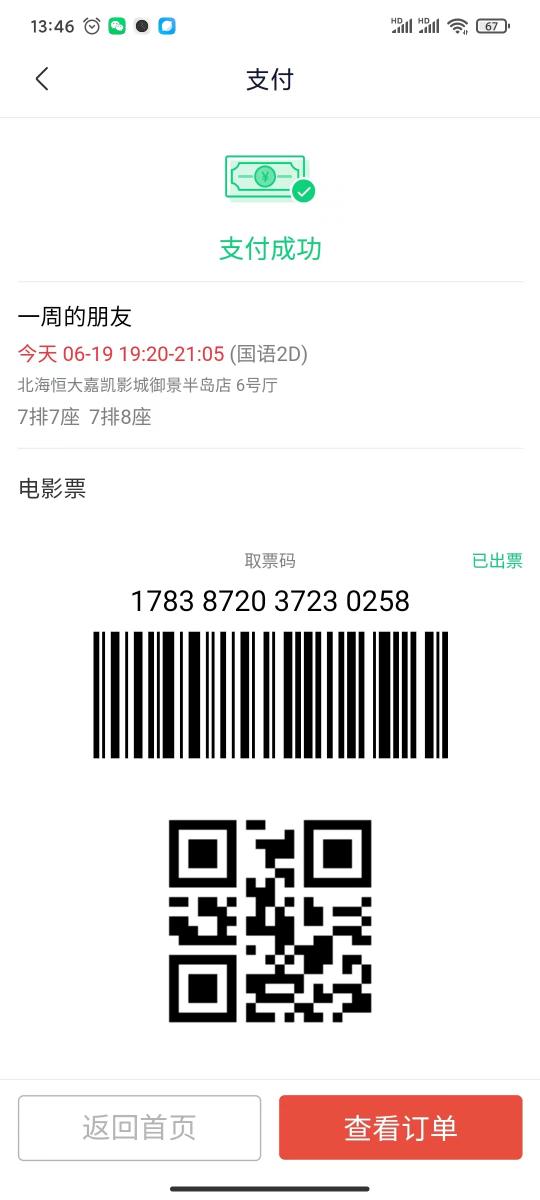 13:46
HD HD 67
支付
¥
支付成功
一周的朋友
今天 06-19 19:20-21:05 (国语2D)
北海恒大嘉凯影城御景半岛店 6号厅
7排7座 7排8座
电影票
取票码
已出票
1783 8720 3723 0258
返回首页
查看订单